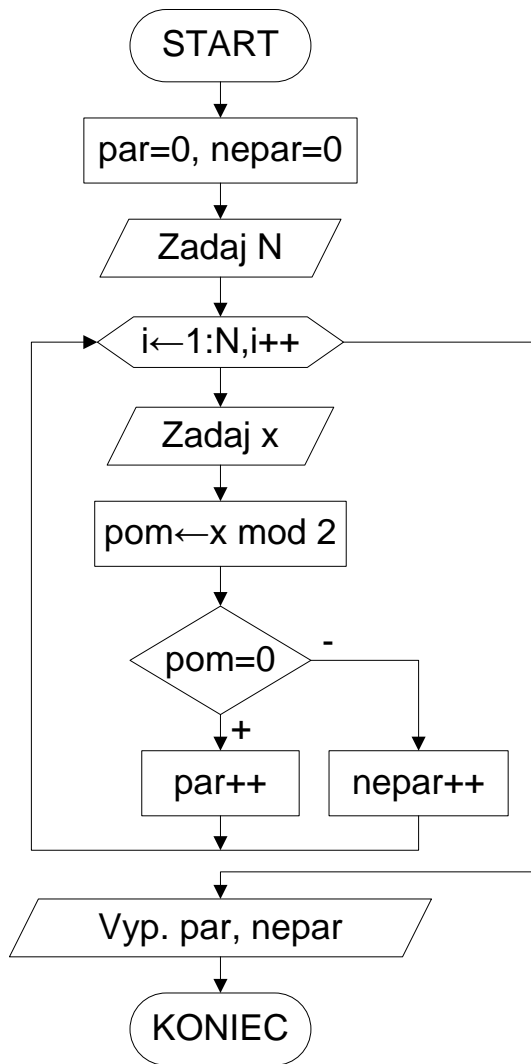 START
par=0, nepar=0
Zadaj N
i←1:N,i++
Zadaj x
pom←x mod 2
pom=0
-
+
par++
nepar++
Vyp. par, nepar
KONIEC